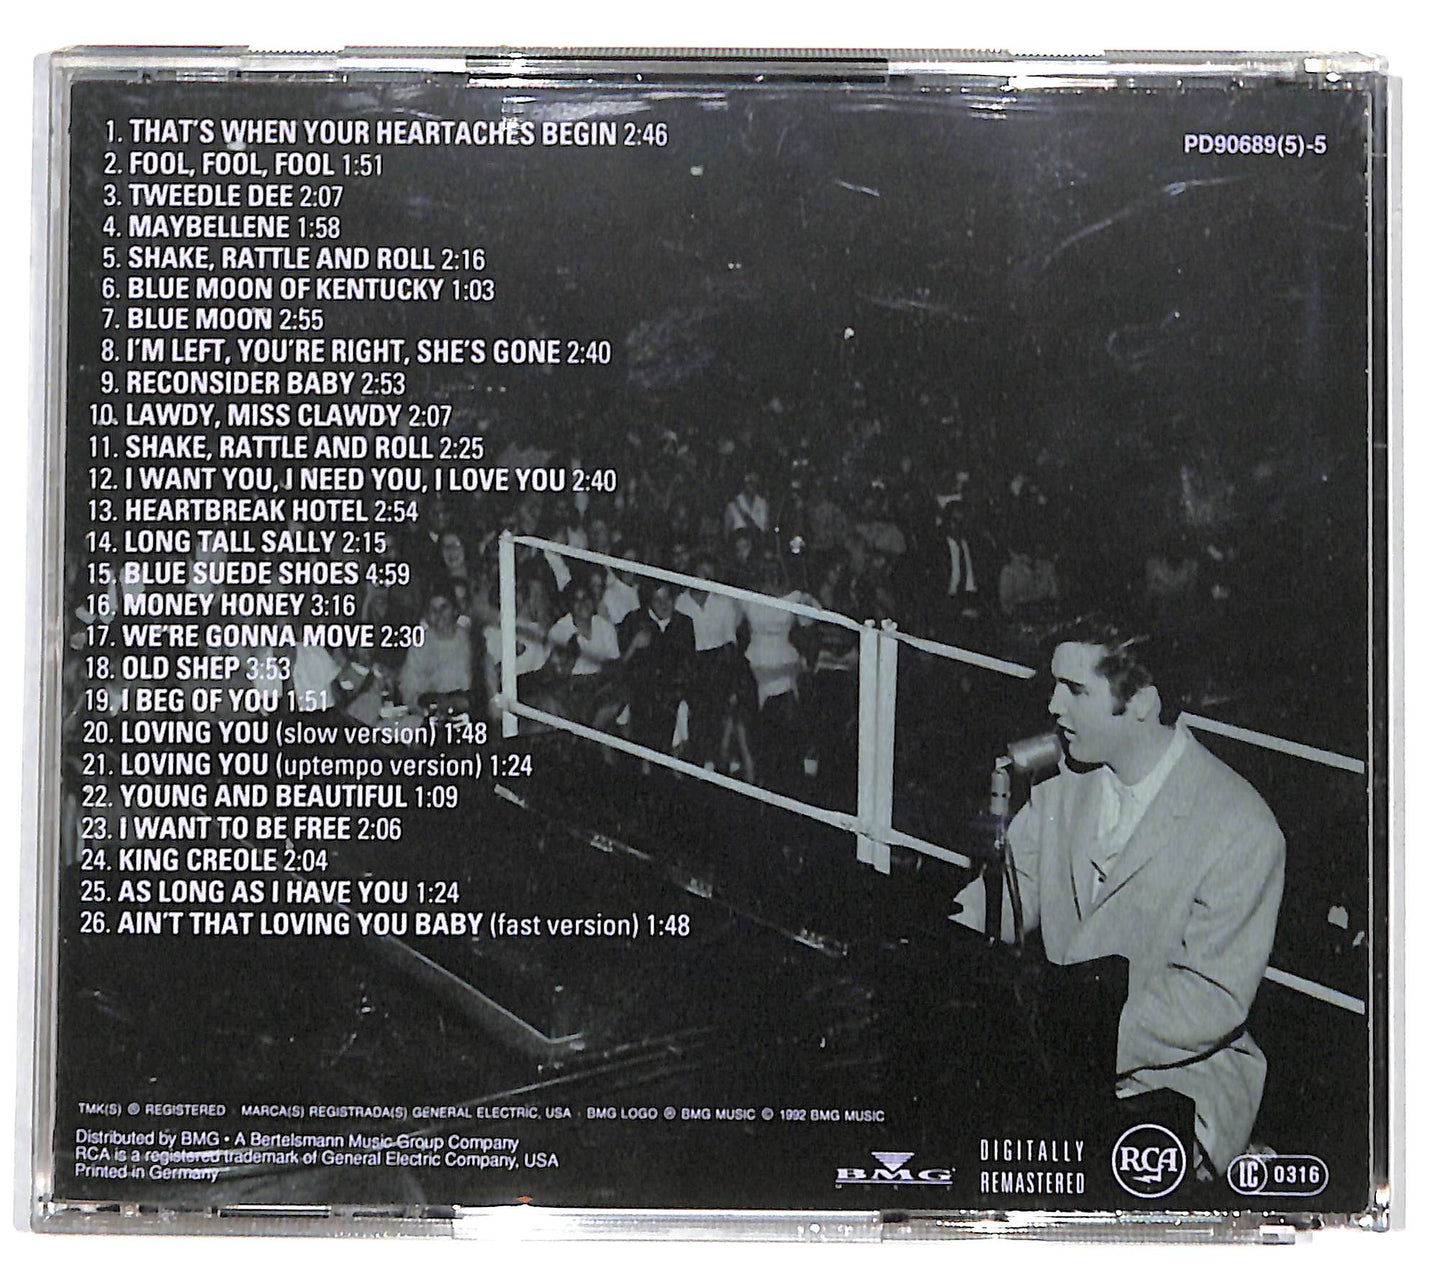 1. THAT'S WHEN YOUR HEARTACHES BEGIN 2:46
PD90689(5)-5
2. FOOL, FOOL, FOOL 1:51
3. TWEEDLE DEE 2:07
4. MAYBELLENE 1:58
5. SHAKE, RATTLE AND ROLL 2:16
6. BLUE MOON OF KENTUCKY 1:03
7. BLUE MOON 2:55
8. I'M LEFT, YOU'RE RIGHT, SHE'S GONE 2:40
9. RECONSIDER BABY 2:53
10. LAWDY, MISS CLAWDY 2:07
11. SHAKE, RATTLE AND ROLL 2:25
12. I WANT YOU, I NEED YOU, I LOVE YOU 2:40
13. HEARTBREAK HOTEL 2:54
14. LONG TALL SALLY 2:15
15. BLUE SUEDE SHOES 4:59
16. MONEY HONEY 3:16
17. WE'RE GONNA MOVE 2:30
18. OLD SHEP 3:53
19. I BEG OF YOU 1:51
20. LOVING YOU (slow version) 1:48
21. LOVING YOU (uptempo version) 1:24
22. YOUNG AND BEAUTIFUL 1:09
23. I WANT TO BE FREE 2:06
24. KING CREOLE 2:04
25. AS LONG AS I HAVE YOU 1:24
26. AIN'T THAT LOVING YOU BABY (fast version) 1:48
TMK(S) ® REGISTERED · MARCA(S) REGISTRADA(S) GENERAL ELECTRIC, USA · BMG LOGO ® BMG MUSIC © 1992 BMG MUSIC
Distributed by BMG • A Bertelsmann Music Group Company
RCA is a registered trademark of General Electric Company, USA
Printed in Germany
BMG
DIGITALLY
REMASTERED
RCA
LC 0316